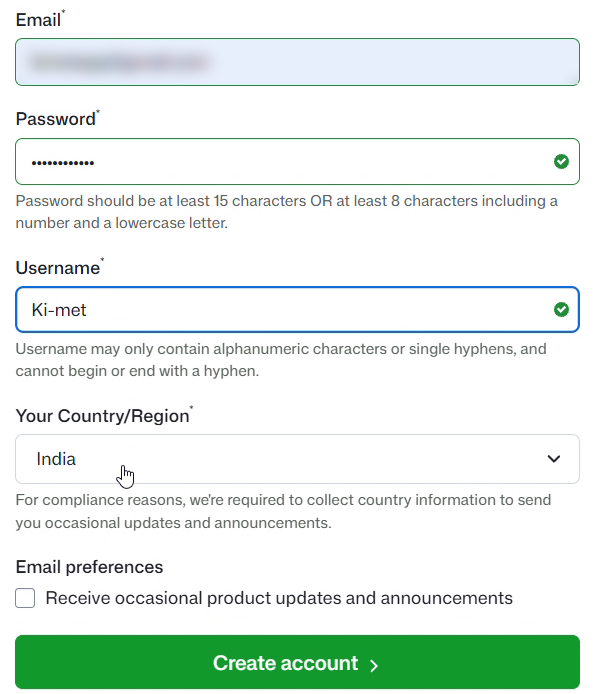 Email*
Password*
••••••••••••
Password should be at least 15 characters OR at least 8 characters including a
number and a lowercase letter.
Username*
Ki-met
Username may only contain alphanumeric characters or single hyphens, and
cannot begin or end with a hyphen.
Your Country/Region*
India
For compliance reasons, we're required to collect country information to send
you occasional updates and announcements.
Email preferences
Receive occasional product updates and announcements
Create account